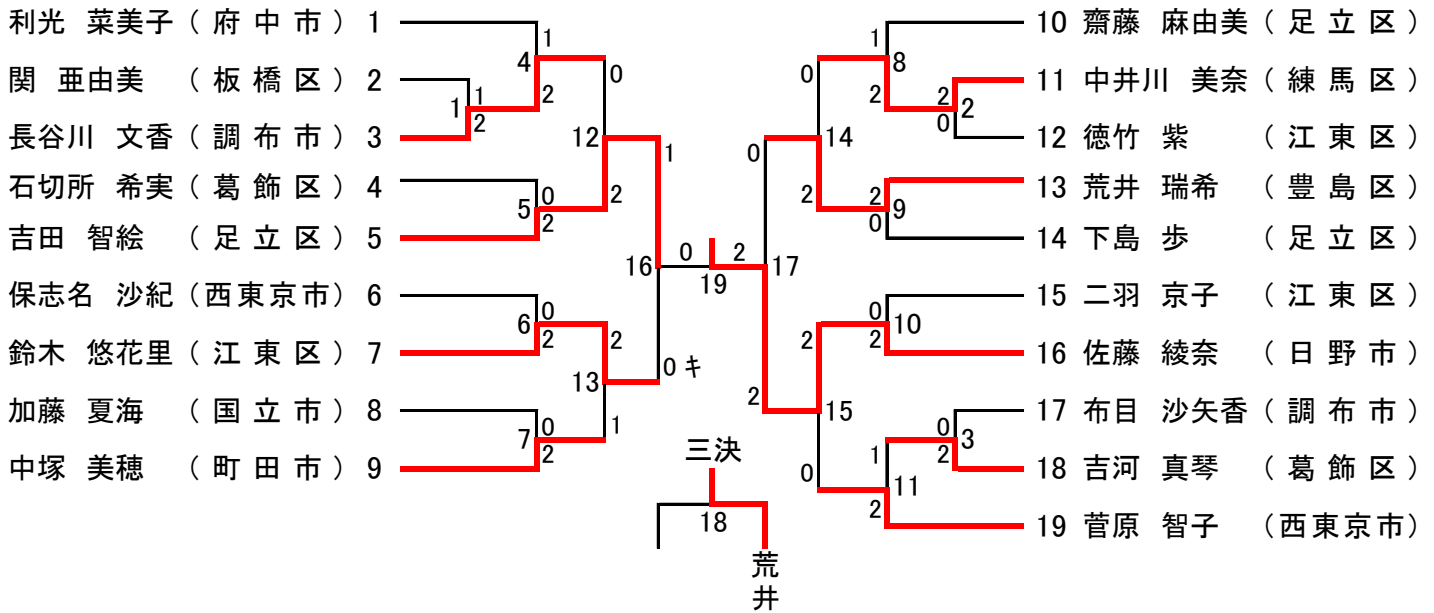 利光 菜美子 ( 府 中 市 ) 1
関 亜由美 ( 板 橋 区 ) 2
長谷川 文香 ( 調 布 市 ) 3
石切所 希実 ( 葛 飾 区 ) 4
吉田 智絵 ( 足 立 区 ) 5
保志名 沙紀 (西東京市) 6
鈴木 悠花里 ( 江 東 区 ) 7
加藤 夏海 ( 国 立 市 ) 8
中塚 美穂 ( 町 田 市 ) 9
1
4
2
1
1
2
0
12
2
0
5
2
1
16
0
6
2
2
13
1
0 キ
0
7
2
0
19
2
三決
18
荒井
0
17
2
0
14
2
1
8
2
2
2
0
2
9
0
2
15
0
0
10
2
1
11
2
0
3
2
10 齋藤 麻由美 ( 足 立 区 )
11 中井川 美奈 ( 練 馬 区 )
12 徳竹 紫 ( 江 東 区 )
13 荒井 瑞希 ( 豊 島 区 )
14 下島 歩 ( 足 立 区 )
15 二羽 京子 ( 江 東 区 )
16 佐藤 綾奈 ( 日 野 市 )
17 布目 沙矢香 ( 調 布 市 )
18 吉河 真琴 ( 葛 飾 区 )
19 菅原 智子 (西東京市)